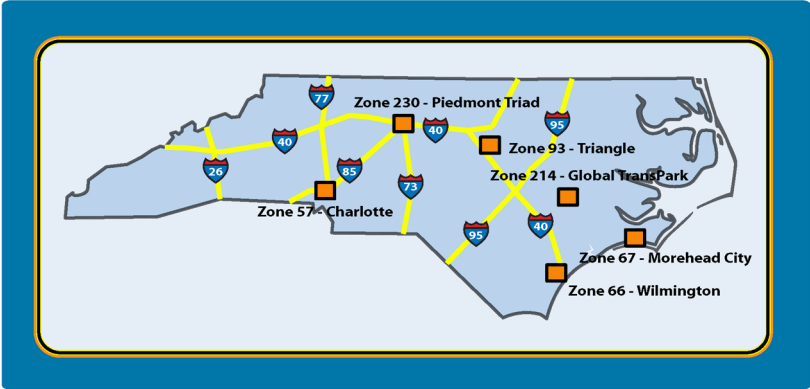 77
Zone 230 - Piedmont Triad
40
40
95
Zone 93 - Triangle
26
85
73
Zone 214 - Global TransPark
Zone 57 - Charlotte
95
40
Zone 67 - Morehead City
Zone 66 - Wilmington